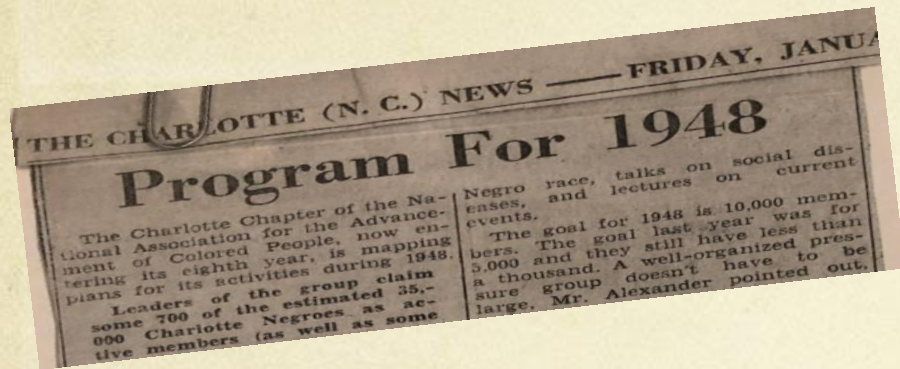 THE CHARLOTTE (N. C.) NEWS — FRIDAY, JANUA
Program For 1948
The Charlotte Chapter of the Na-
tional Association for the Advance-
ment of Colored People, now en-
tering its eighth year, is mapping
plans for its activities during 1948.
Leaders of the group claim
some 700 of the estimated 35,-
000 Charlotte Negroes as ac-
tive members (as well as some
Negro race, talks on social dis-
eases, and lectures on current
events.
The goal for 1948 is 10,000 mem-
bers. The goal last year was for
5,000 and they still have less than
a thousand. A well-organized pres-
sure group doesn't have to be
large, Mr. Alexander pointed out.